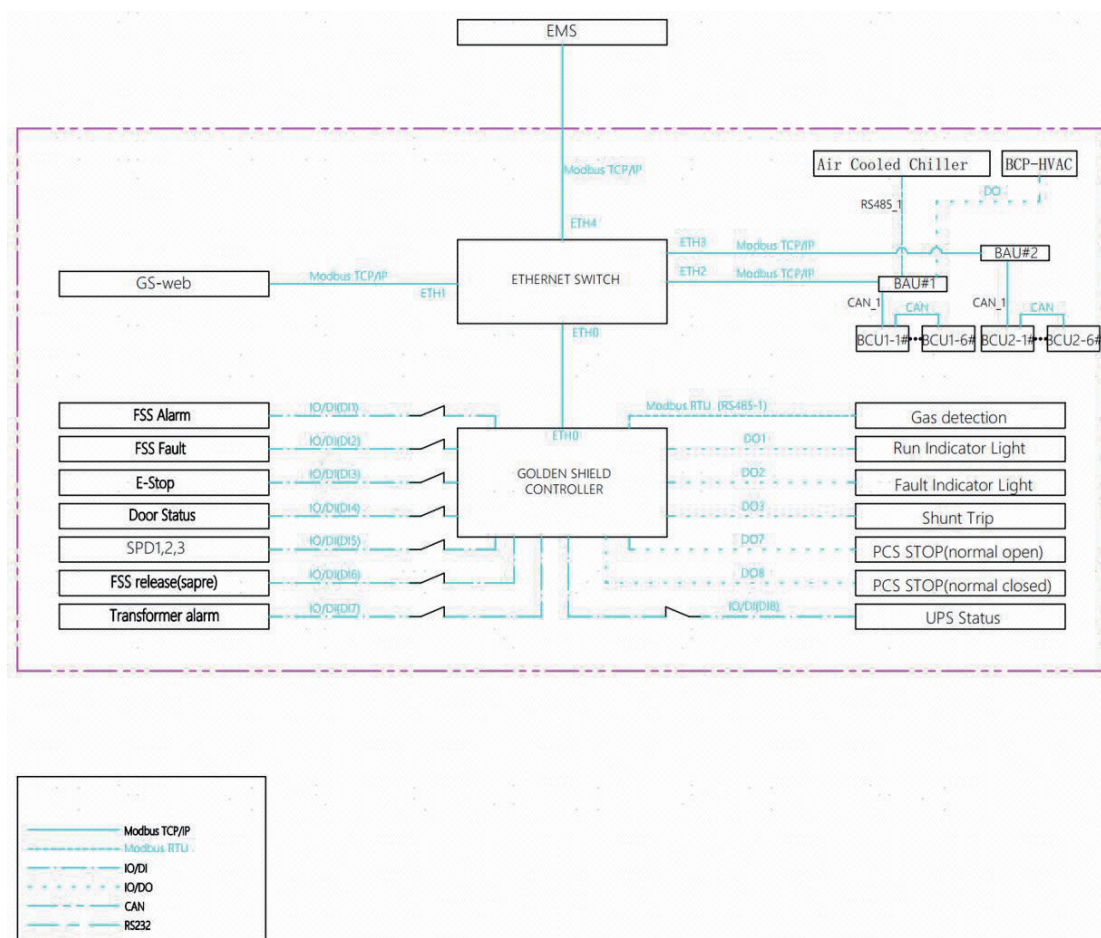 EMS
Modbus TCP/IP
ETH4
Air Cooled Chiller
BCP-HVAC
RS485_1
DO
ETH3
Modbus TCP/IP
BAU#2
GS-web
Modbus TCP/IP
ETH1
ETHERNET SWITCH
ETH2
Modbus TCP/IP
BAU#1
CAN_1
CAN
CAN_1
CAN
BCU1-1#
BCU1-6#
BCU2-1#
BCU2-6#
ETH0
FSS Alarm
IO/DI(DI1)
Modbus RTU (RS485-1)
Gas detection
ETH0
FSS Fault
IO/DI(DI2)
DO1
Run Indicator Light
GOLDEN SHIELD
CONTROLLER
E-Stop
IO/DI(DI3)
DO2
Fault Indicator Light
Door Status
IO/DI(DI4)
DO3
Shunt Trip
SPD1,2,3
IO/DI(DI5)
DO7
PCS STOP(normal open)
FSS release(sapre)
IO/DI(DI6)
DO8
PCS STOP(normal closed)
Transformer alarm
IO/DI(DI7)
IO/DI(DI8)
UPS Status
Modbus TCP/IP
Modbus RTU
IO/DI
IO/DO
CAN
RS232